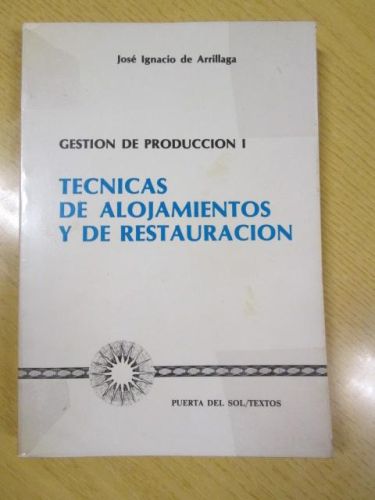 José Ignacio de Arrillaga
GESTION DE PRODUCCION I
TECNICAS
DE ALOJAMIENTOS
Y DE RESTAURACION
PUERTA DEL SOL/TEXTOS